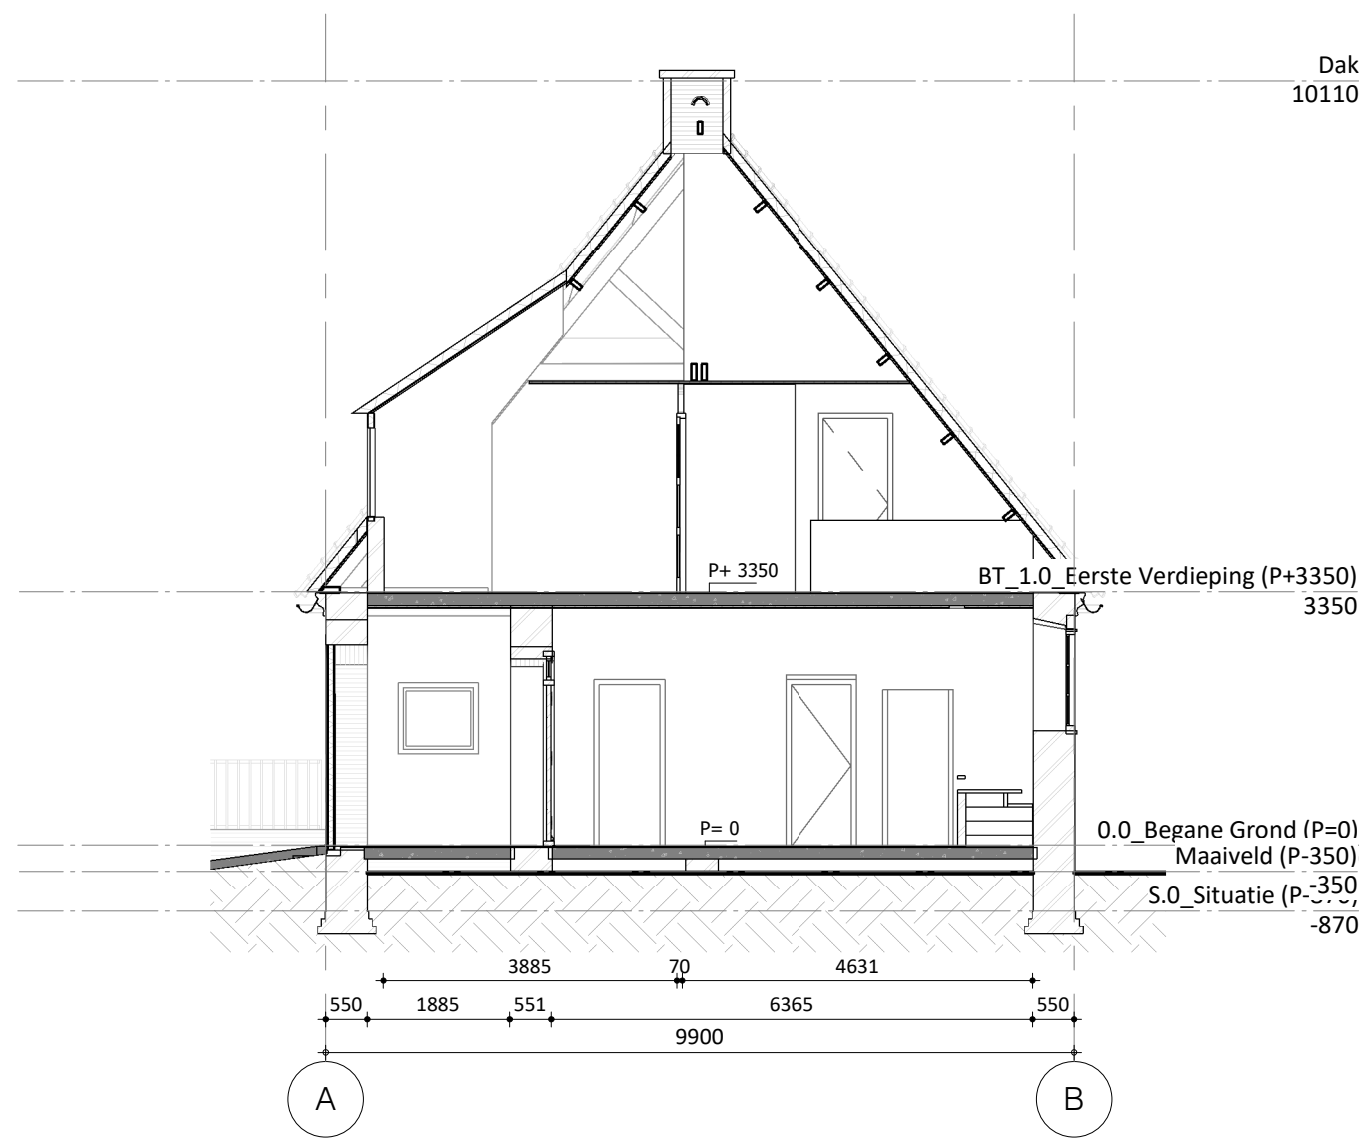 Dak
10110
P+ 3350
BT_1.0_Eerste Verdieping (P+3350)
3350
P= 0
0.0_Begane Grond (P=0)
Maaiveld (P-350)
-350
S.0_Situatie
-870
3885 70 4631
550 1885 551 6365 550
9900
A B